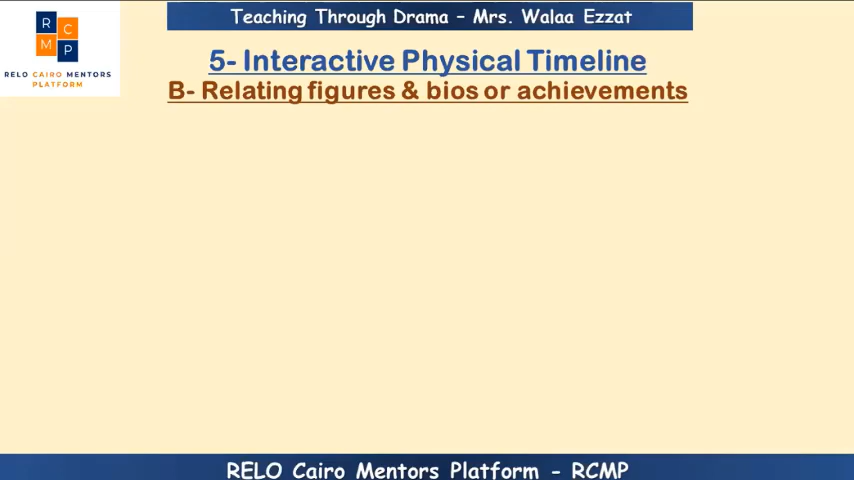 Teaching Through Drama – Mrs. Walaa Ezzat
R C
M P
RELO CAIRO MENTORS
PLATFORM
5- Interactive Physical Timeline
B- Relating figures & bios or achievements
RELO Cairo Mentors Platform - RCMP